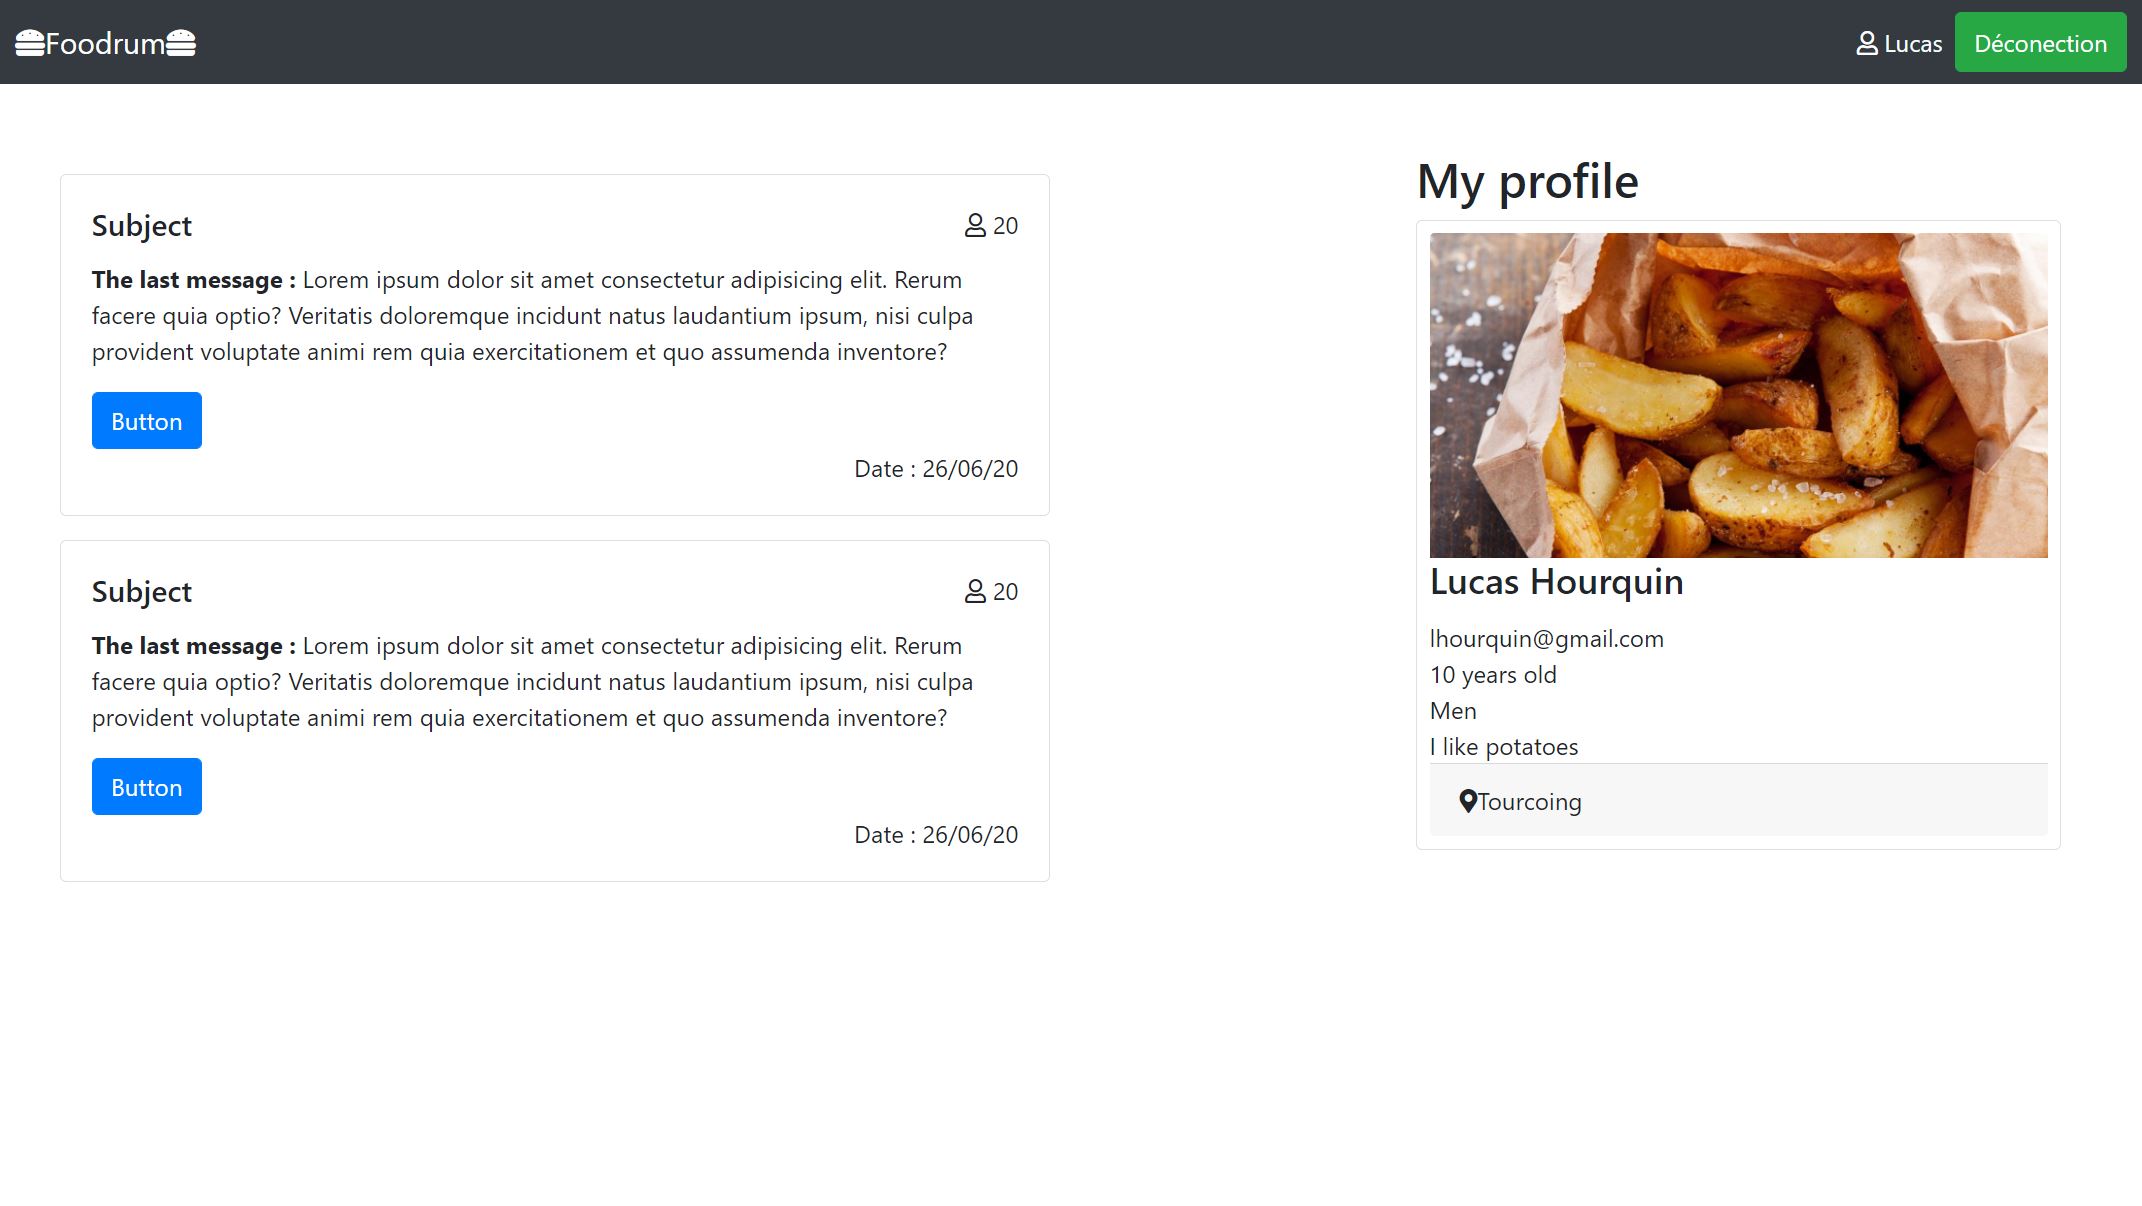 Foodrum
Lucas
Déconection
Subject
20
The last message : Lorem ipsum dolor sit amet consectetur adipisicing elit. Rerum
facere quia optio? Veritatis doloremque incidunt natus laudantium ipsum, nisi culpa
provident voluptate animi rem quia exercitationem et quo assumenda inventore?
Button
Date : 26/06/20
Subject
20
The last message : Lorem ipsum dolor sit amet consectetur adipisicing elit. Rerum
facere quia optio? Veritatis doloremque incidunt natus laudantium ipsum, nisi culpa
provident voluptate animi rem quia exercitationem et quo assumenda inventore?
Button
Date : 26/06/20
My profile
Lucas Hourquin
lhourquin@gmail.com
10 years old
Men
I like potatoes
Tourcoing